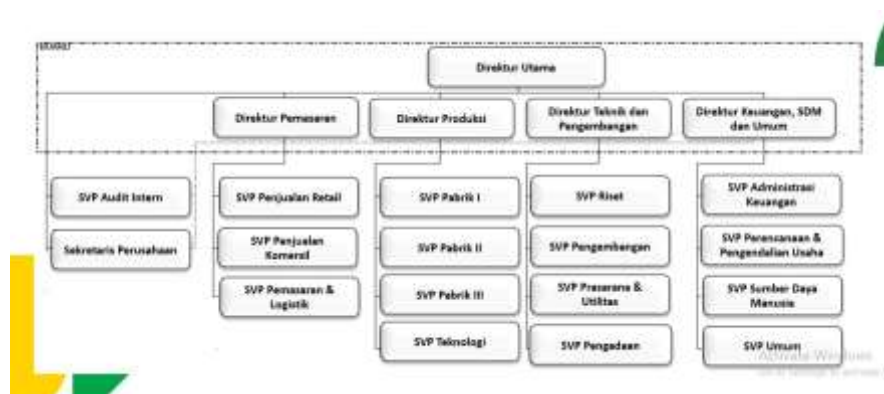 Direktur Utama
Direktur Pemasaran
Direktur Produksi
Direktur Teknik dan
Pengembangan
Direktur Keuangan, SDM
dan Umum
SVP Audit Intern
Sekretaris Perusahaan
SVP Penjualan Retail
SVP Penjualan
Komersil
SVP Pemasaran &
Logistik
SVP Pabrik I
SVP Pabrik II
SVP Pabrik III
SVP Teknologi
SVP Riset
SVP Pengembangan
SVP Prasarana &
Utilitas
SVP Pengadaan
SVP Administrasi
Keuangan
SVP Perencanaan &
Pengendalian Usaha
SVP Sumber Daya
Manusia
SVP Umum
Activate Windows